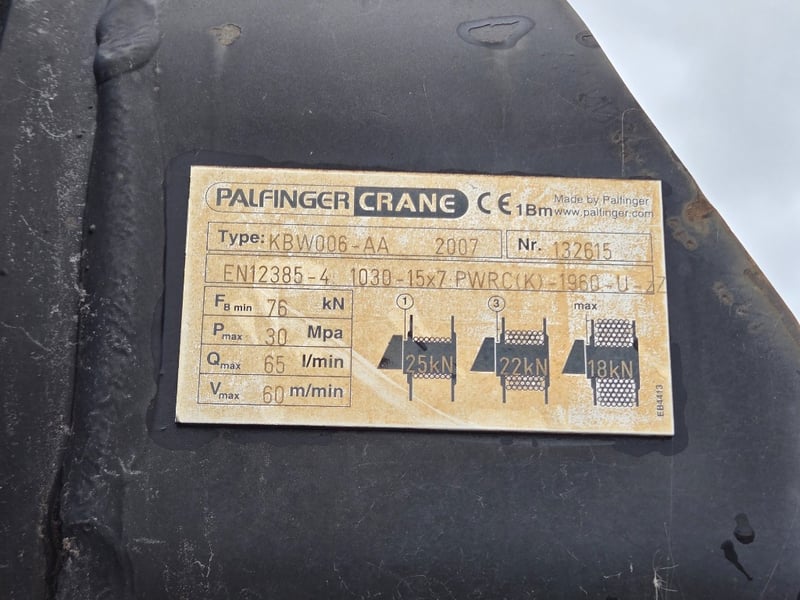 PALFINGER CRANE CE 1Bm Made by Palfinger
www.palfinger.com
Type: KBW006-AA 2007 Nr. 132615
EN12385-4 1030-15x7 PWRC(K)-1960-U-zZ
FB min 76 kN
Pmax 30 Mpa
Qmax 65 l/min
Vmax 60 m/min
1 3 max
25kN 22kN 18kN
EB4413